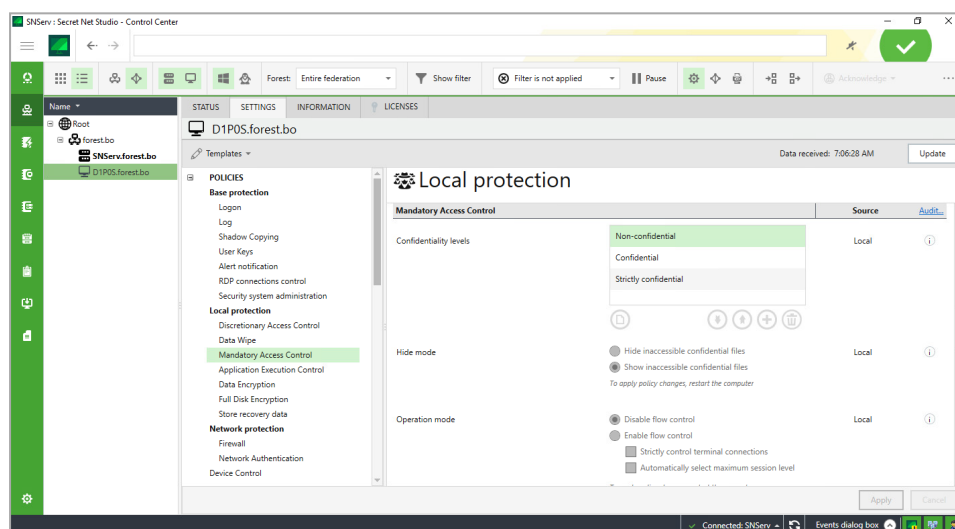 SNServ : Secret Net Studio - Control Center
Forest: Entire federation Show filter Filter is not applied Pause Acknowledge
Name
Root
forest.bo
SNServ.forest.bo
D1P0S.forest.bo
STATUS SETTINGS INFORMATION LICENSES
D1P0S.forest.bo
Templates Data received: 7:06:28 AM Update
POLICIES
Base protection
Logon
Log
Shadow Copying
User Keys
Alert notification
RDP connections control
Security system administration
Local protection
Discretionary Access Control
Data Wipe
Mandatory Access Control
Application Execution Control
Data Encryption
Full Disk Encryption
Store recovery data
Network protection
Firewall
Network Authentication
Device Control
Local protection
Mandatory Access Control Source Audit...
Confidentiality levels Non-confidential Local
Confidential
Strictly confidential
Hide mode Hide inaccessible confidential files Local
Show inaccessible confidential files
To apply policy changes, restart the computer
Operation mode Disable flow control Local
Enable flow control
Strictly control terminal connections
Automatically select maximum session level
Apply Cancel
Connected: SNServ Events dialog box